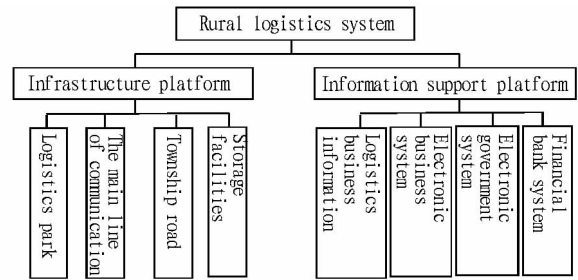 Rural logistics system
Infrastructure platform
Information support platform
Logistics park
The main line
of communication
Township road
Storage
facilities
Logistics
business
information
Electronic
business
system
Electronic
government
system
Financial
bank system